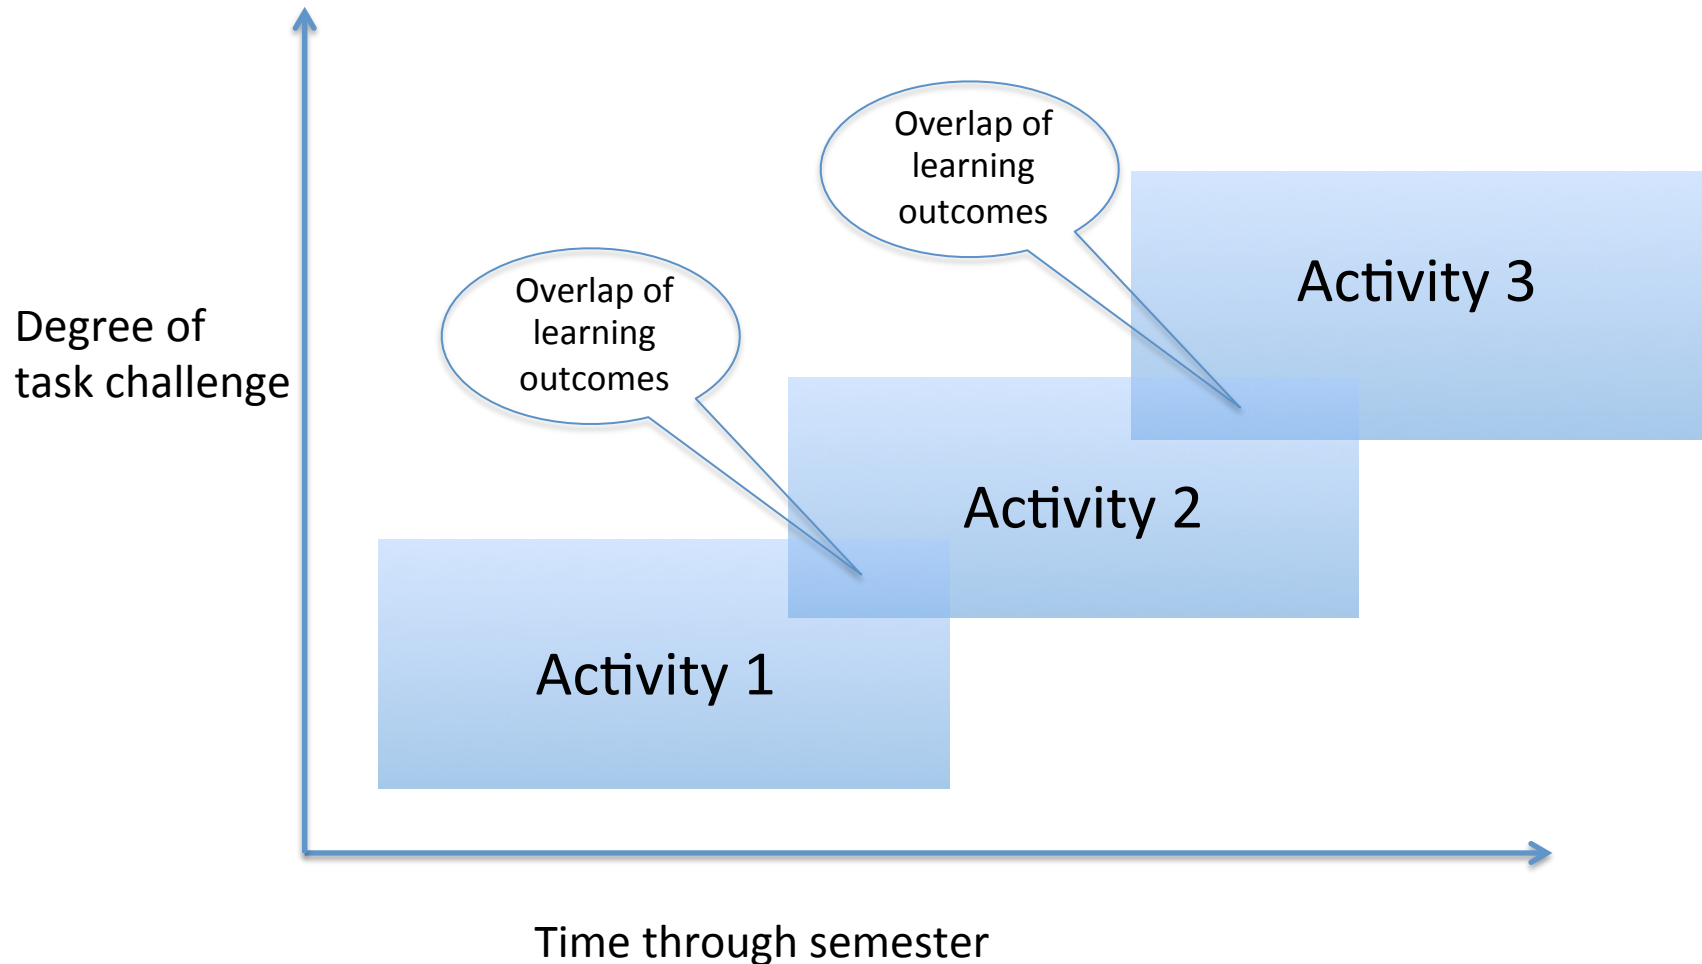 Overlap of
learning
outcomes
Activity 3
Overlap of
learning
outcomes
Degree of
task challenge
Activity 2
Activity 1
Time through semester